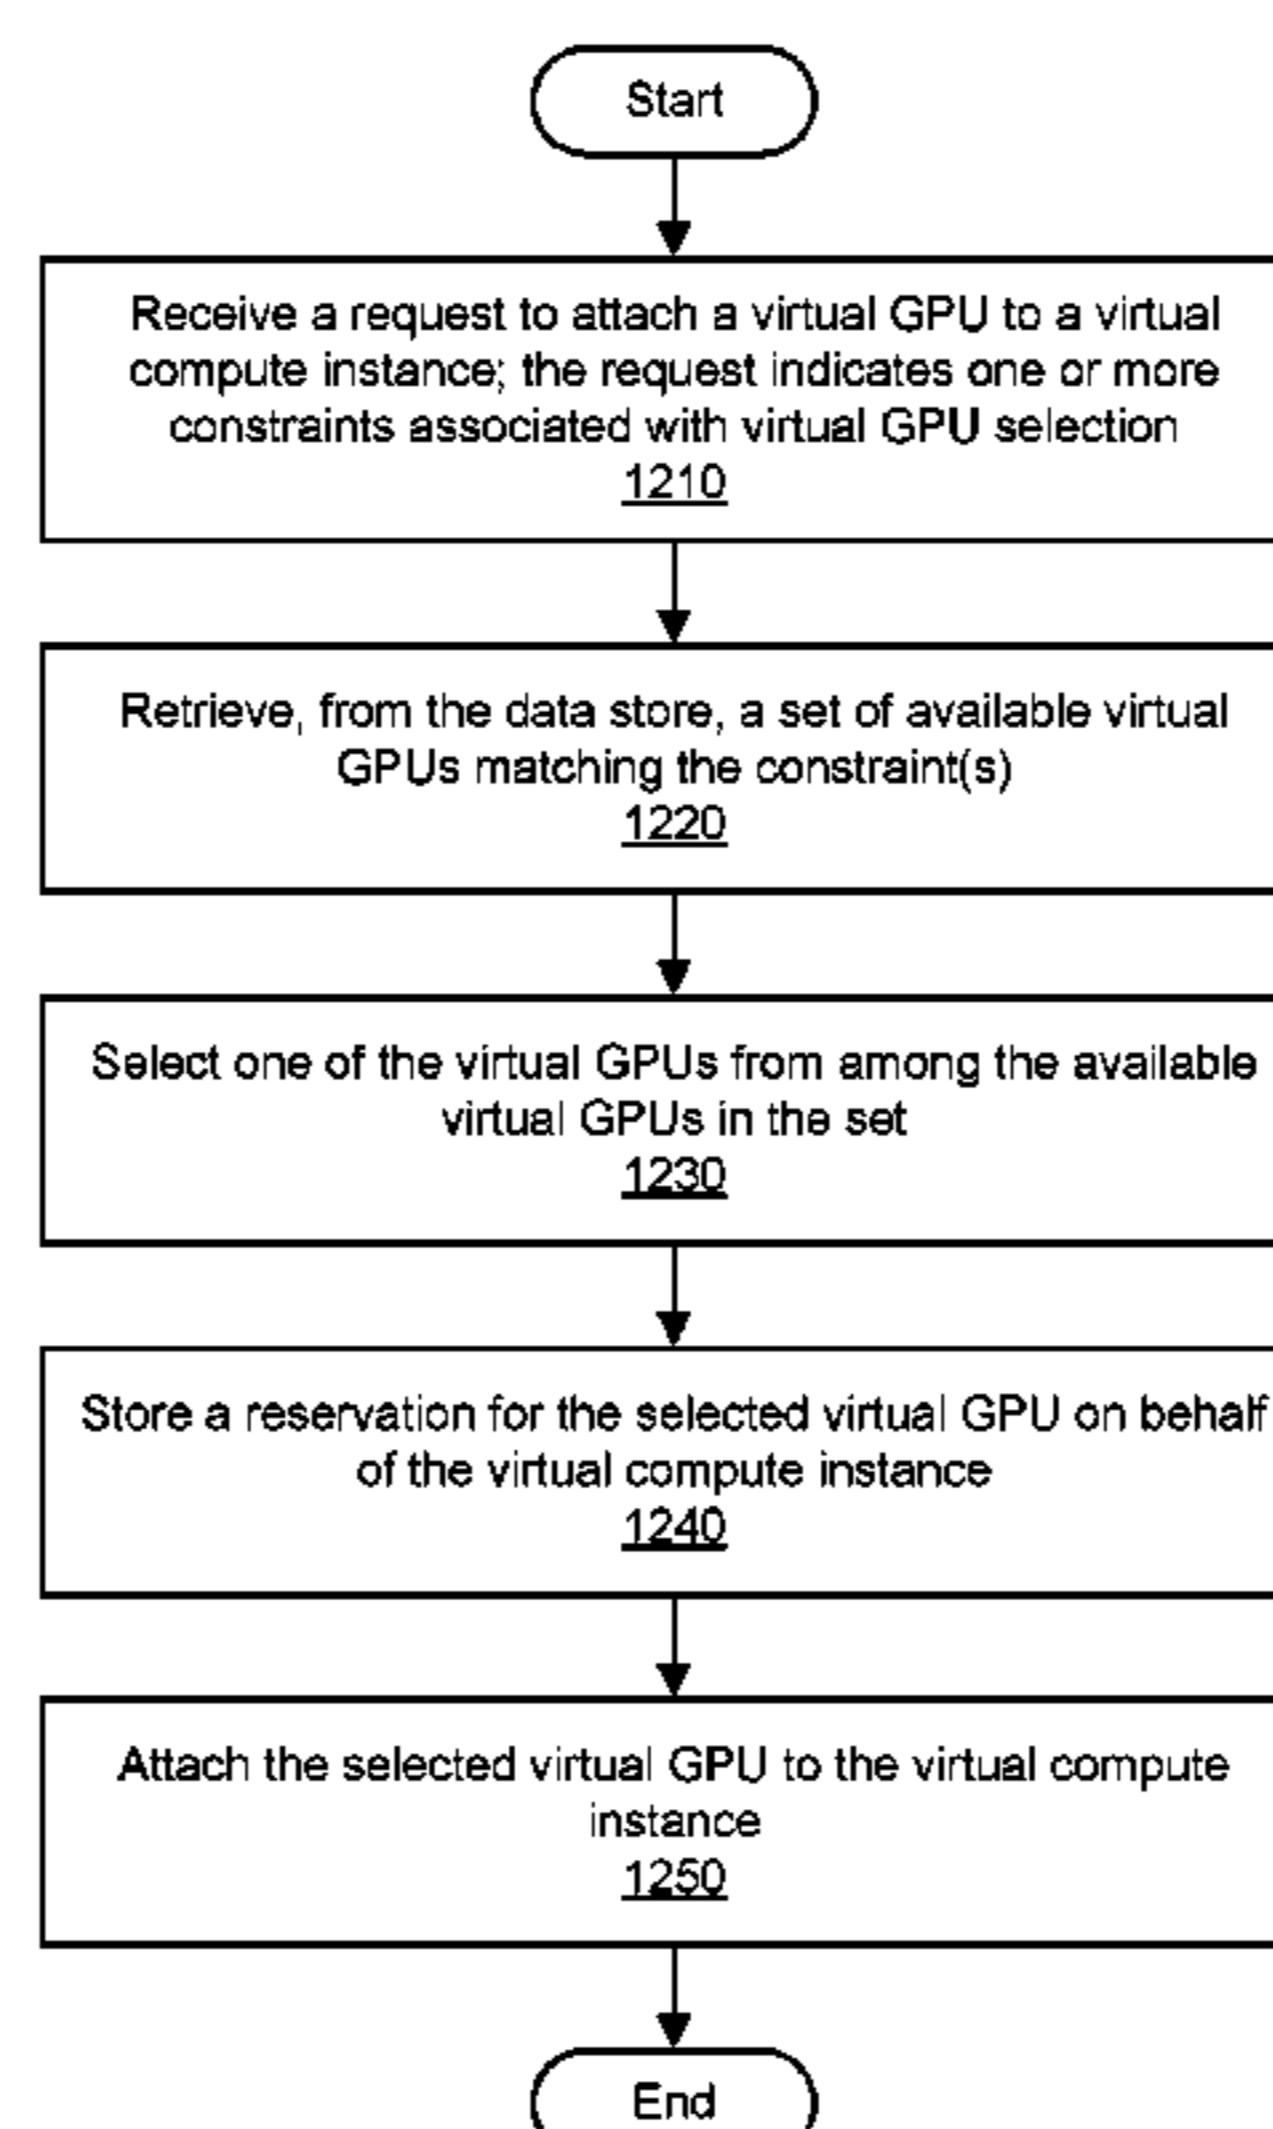 Start
Receive a request to attach a virtual GPU to a virtual
compute instance; the request indicates one or more
constraints associated with virtual GPU selection
1210
Retrieve, from the data store, a set of available virtual
GPUs matching the constraint(s)
1220
Select one of the virtual GPUs from among the available
virtual GPUs in the set
1230
Store a reservation for the selected virtual GPU on behalf
of the virtual compute instance
1240
Attach the selected virtual GPU to the virtual compute
instance
1250
End